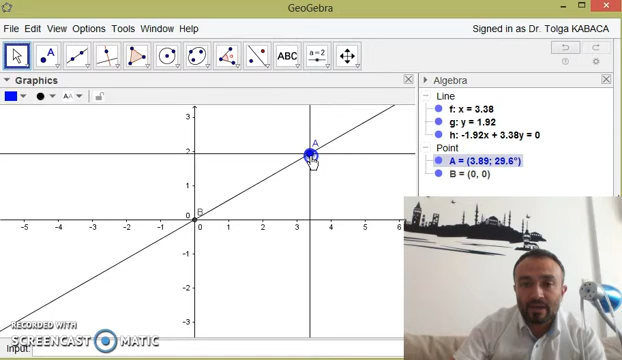 GeoGebra
File Edit View Options Tools Window Help
Signed in as Dr. Tolga KABACA
A
ABC
a = 2
Graphics
Algebra
AA
Line
f: x = 3.38
g: y = 1.92
h: -1.92x + 3.38y = 0
Point
A = (3.89; 29.6°)
B = (0, 0)
3
2
1
0
-1
-2
-3
A
B
-5 -4 -3 -2 -1 0 1 2 3 4 5 6
RECORDED WITH
SCREENCAST MATIC
Input: